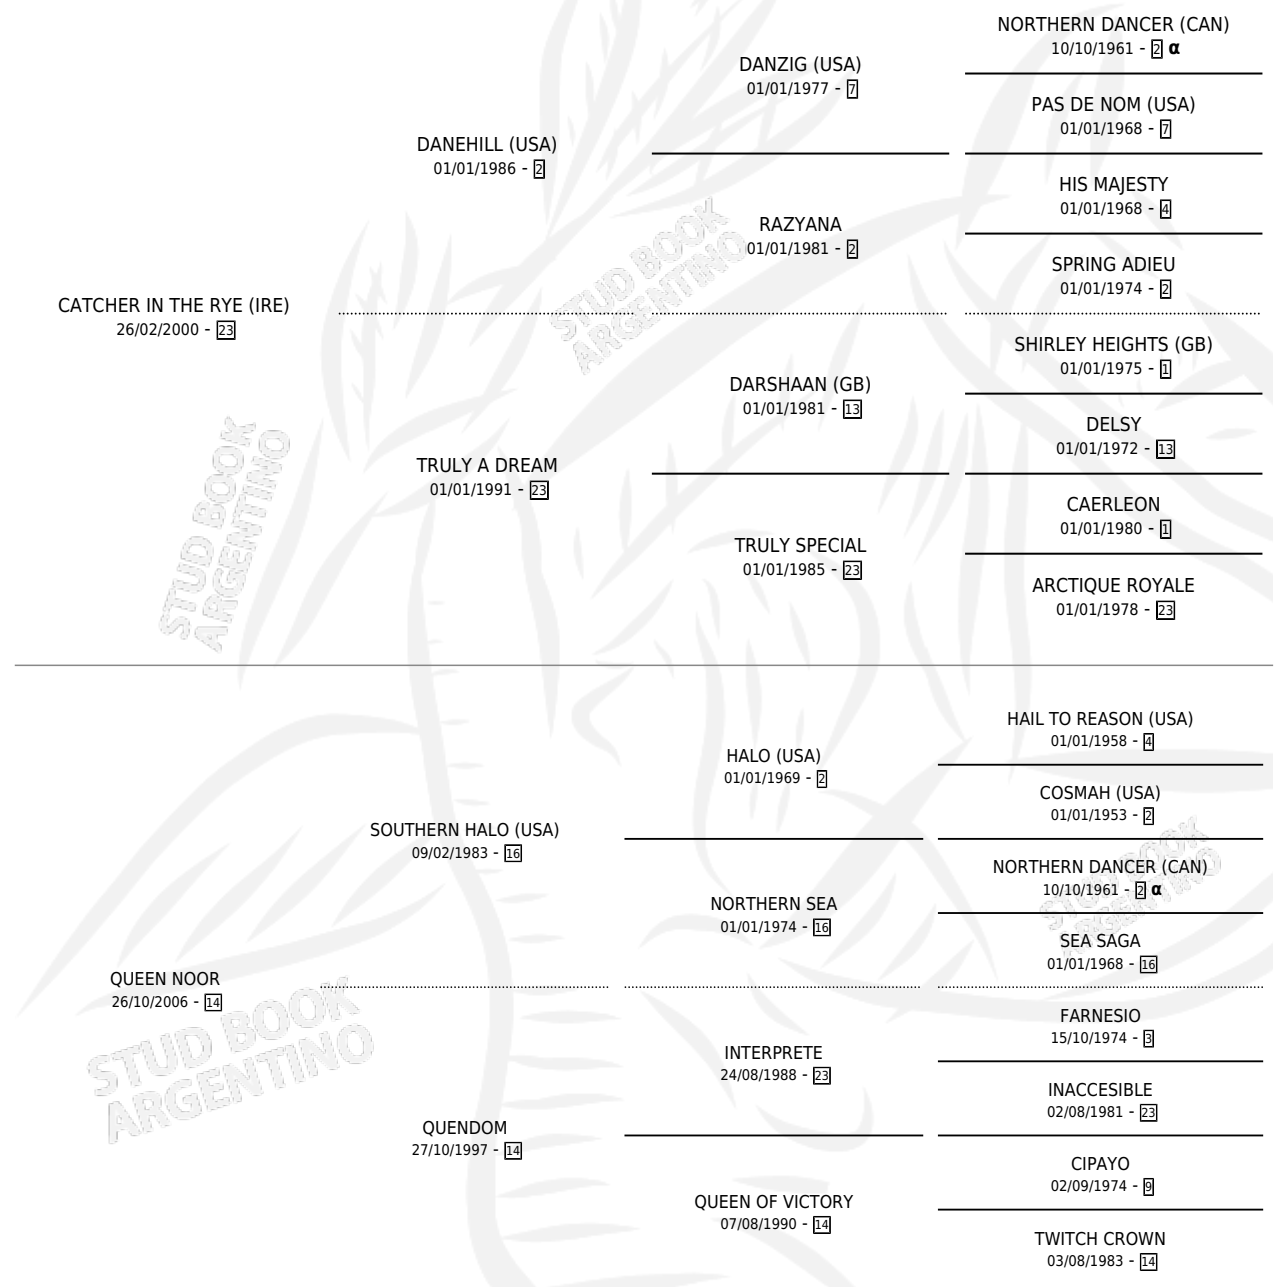 NORTHERN DANCER (CAN)
10/10/1961 - 2 α
DANZIG (USA)
01/01/1977 - 7
PAS DE NOM (USA)
01/01/1968 - 7
DANEHILL (USA)
01/01/1986 - 2
HIS MAJESTY
01/01/1968 - 4
RAZYANA
01/01/1981 - 2
SPRING ADIEU
01/01/1974 - 2
CATCHER IN THE RYE (IRE)
26/02/2000 - 23
SHIRLEY HEIGHTS (GB)
01/01/1975 - 1
DARSHAAN (GB)
01/01/1981 - 13
DELSY
01/01/1972 - 13
TRULY A DREAM
01/01/1991 - 23
CAERLEON
01/01/1980 - 1
TRULY SPECIAL
01/01/1985 - 23
ARCTIQUE ROYALE
01/01/1978 - 23
HAIL TO REASON (USA)
01/01/1958 - 4
HALO (USA)
01/01/1969 - 2
COSMAH (USA)
01/01/1953 - 2
SOUTHERN HALO (USA)
09/02/1983 - 16
NORTHERN DANCER (CAN)
10/10/1961 - 2 α
NORTHERN SEA
01/01/1974 - 16
SEA SAGA
01/01/1968 - 16
QUEEN NOOR
26/10/2006 - 14
FARNESIO
15/10/1974 - 3
INTERPRETE
24/08/1988 - 23
INACCESIBLE
02/08/1981 - 23
QUENDOM
27/10/1997 - 14
CIPAYO
02/09/1974 - 9
QUEEN OF VICTORY
07/08/1990 - 14
TWITCH CROWN
03/08/1983 - 14
STUD BOOK
ARGENTINO
STUD BOOK
ARGENTINO
STUD BOOK
ARGENTINO
STUD BOOK
ARGENTINO